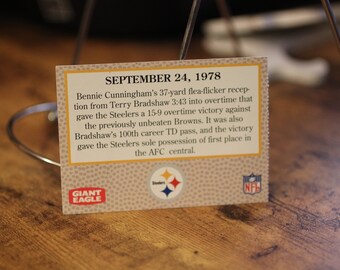 SEPTEMBER 24, 1978
Bennie Cunningham's 37-yard flea-flicker recep-
tion from Terry Bradshaw 3:43 into overtime that
gave the Steelers a 15-9 overtime victory against
the previously unbeaten Browns. It was also
Bradshaw's 100th career TD pass, and the victory
gave the Steelers sole possession of first place in
the AFC central.
GIANT
EAGLE
Steelers
NFL